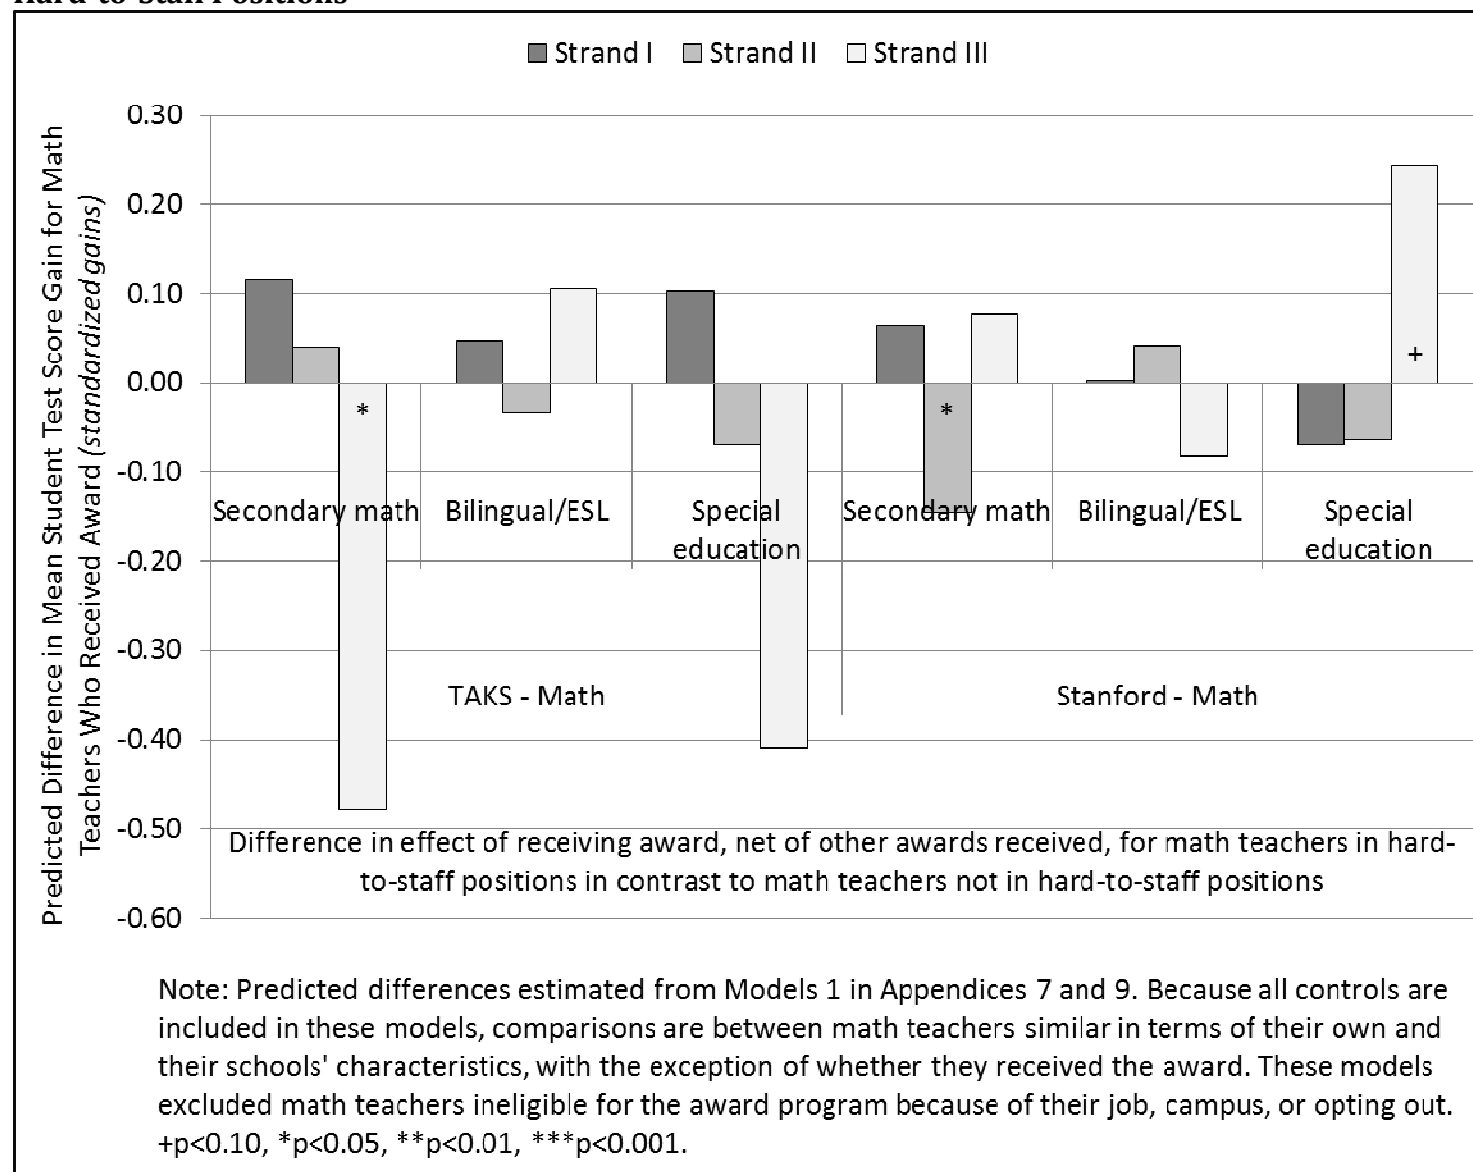 Hard-to-Staff Positions
Strand I Strand II Strand III
Predicted Difference in Mean Student Test Score Gain for Math
Teachers Who Received Award (standardized gains)
0.30
0.20
0.10
0.00
-0.10
-0.20
-0.30
-0.40
-0.50
-0.60
* * +
Secondary math Bilingual/ESL Special Secondary math Bilingual/ESL Special
education education
TAKS - Math Stanford - Math
Difference in effect of receiving award, net of other awards received, for math teachers in hard-
to-staff positions in contrast to math teachers not in hard-to-staff positions
Note: Predicted differences estimated from Models 1 in Appendices 7 and 9. Because all controls are
included in these models, comparisons are between math teachers similar in terms of their own and
their schools' characteristics, with the exception of whether they received the award. These models
excluded math teachers ineligible for the award program because of their job, campus, or opting out.
+p<0.10, *p<0.05, **p<0.01, ***p<0.001.